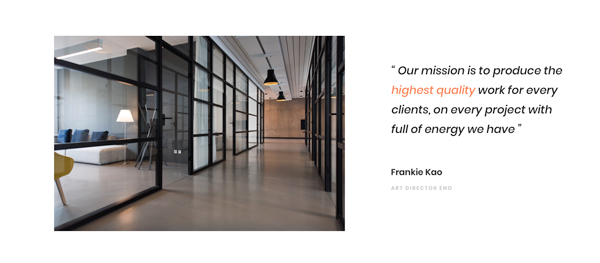 “ Our mission is to produce the
highest quality work for every
clients, on every project with
full of energy we have ”
Frankie Kao
ART DIRECTOR END